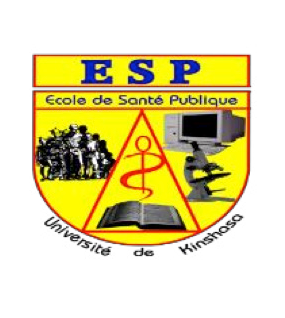 ESP
Ecole de Santé Publique
Université de Kinshasa